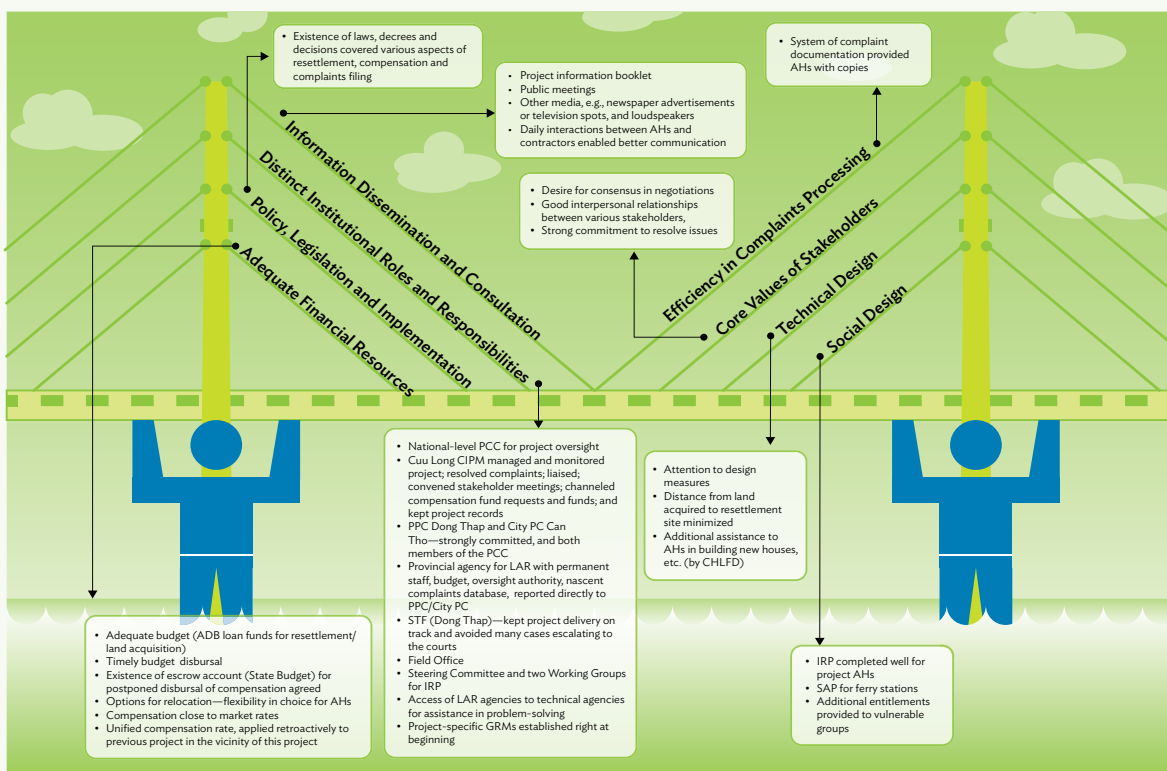 • Existence of laws, decrees and
decisions covered various aspects of
resettlement, compensation and
complaints filing
• Project information booklet
• Public meetings
• Other media, e.g., newspaper advertisements
or television spots, and loudspeakers
• Daily interactions between AHs and
contractors enabled better communication
• System of complaint
documentation provided
AHs with copies
• Desire for consensus in negotiations
• Good interpersonal relationships
between various stakeholders,
• Strong commitment to resolve issues
Information Dissemination and Consultation
Distinct Institutional Roles and Responsibilities
Policy, Legislation and Implementation
Adequate Financial Resources
Efficiency in Complaints Processing
Core Values of Stakeholders
Technical Design
Social Design
• Adequate budget (ADB loan funds for resettlement/
land acquisition)
• Timely budget disbursal
• Existence of escrow account (State Budget) for
postponed disbursal of compensation agreed
• Options for relocation—flexibility in choice for AHs
• Compensation close to market rates
• Unified compensation rate, applied retroactively to
previous project in the vicinity of this project
• National-level PCC for project oversight
• Cuu Long CIPM managed and monitored
project; resolved complaints; liaised;
convened stakeholder meetings; channeled
compensation fund requests and funds; and
kept project records
• PPC Dong Thap and City PC Can
Tho—strongly committed, and both
members of the PCC
• Provincial agency for LAR with permanent
staff, budget, oversight authority, nascent
complaints database, reported directly to
PPC/City PC
• STF (Dong Thap)—kept project delivery on
track and avoided many cases escalating to
the courts
• Field Office
• Steering Committee and two Working Groups
for IRP
• Access of LAR agencies to technical agencies
for assistance in problem-solving
• Project-specific GRMs established right at
beginning
• Attention to design
measures
• Distance from land
acquired to resettlement
site minimized
• Additional assistance to
AHs in building new houses,
etc. (by CHLFD)
• IRP completed well for
project AHs
• SAP for ferry stations
• Additional entitlements
provided to vulnerable
groups